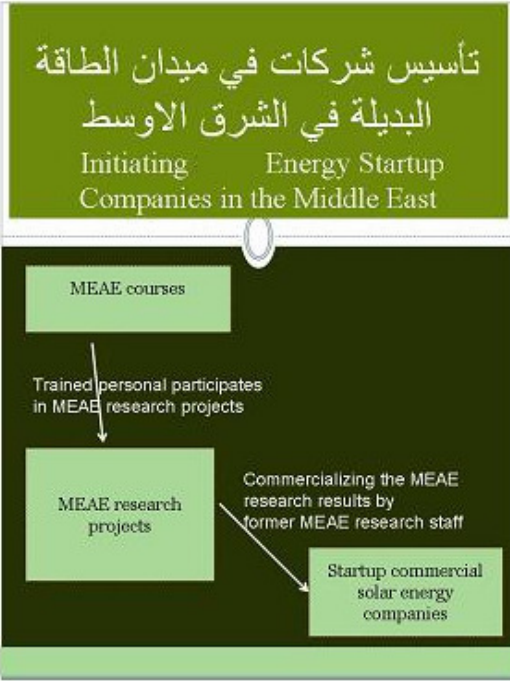 تأسيس شركات في ميدان الطاقة
البديلة في الشرق الاوسط
Initiating Energy Startup
Companies in the Middle East
MEAE courses
Trained personal participates
in MEAE research projects
MEAE research
projects
Commercializing the MEAE
research results by
former MEAE research staff
Startup commercial
solar energy
companies